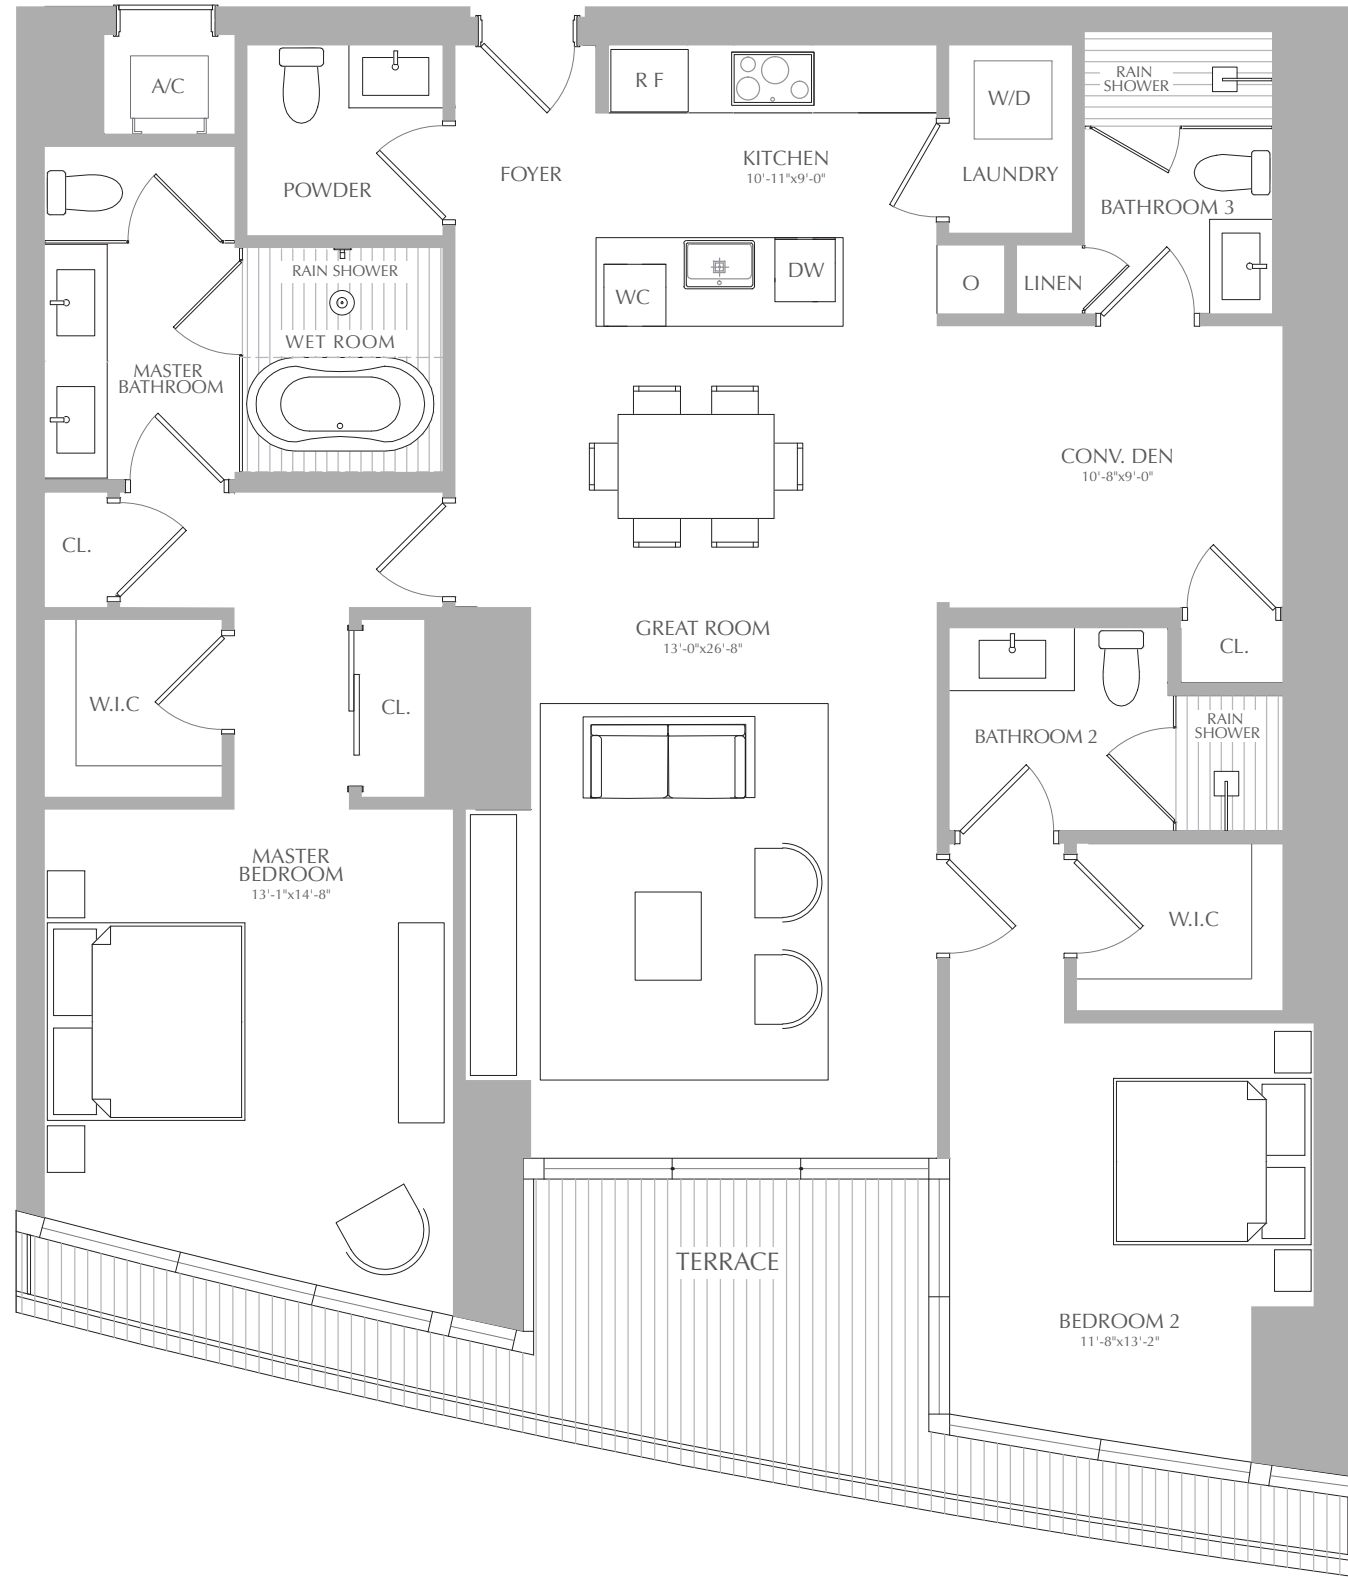 A/C
R F
W/D
RAIN
SHOWER
KITCHEN
10'-11"x9'-0"
FOYER
LAUNDRY
POWDER
BATHROOM 3
RAIN SHOWER
DW
WC
O
LINEN
WET ROOM
MASTER
BATHROOM
CONV. DEN
10'-8"x9'-0"
CL.
GREAT ROOM
13'-0"x26'-8"
CL.
W.I.C
CL.
BATHROOM 2
RAIN
SHOWER
MASTER
BEDROOM
13'-1"x14'-8"
W.I.C
TERRACE
BEDROOM 2
11'-8"x13'-2"